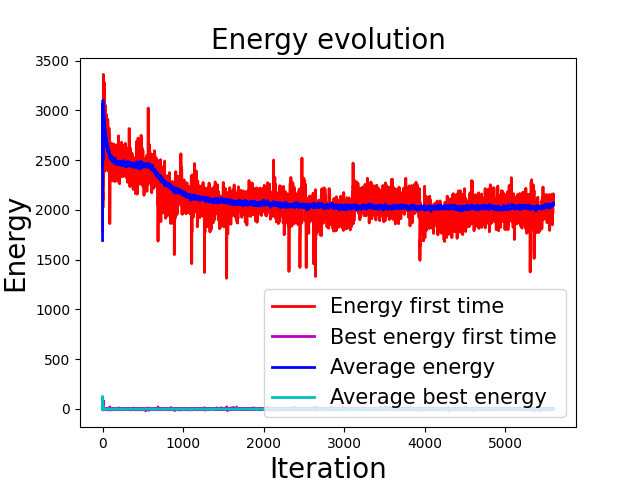 Energy evolution
3500
3000
2500
2000
1500
1000
500
0
Energy
Energy first time
Best energy first time
Average energy
Average best energy
0 1000 2000 3000 4000 5000
Iteration